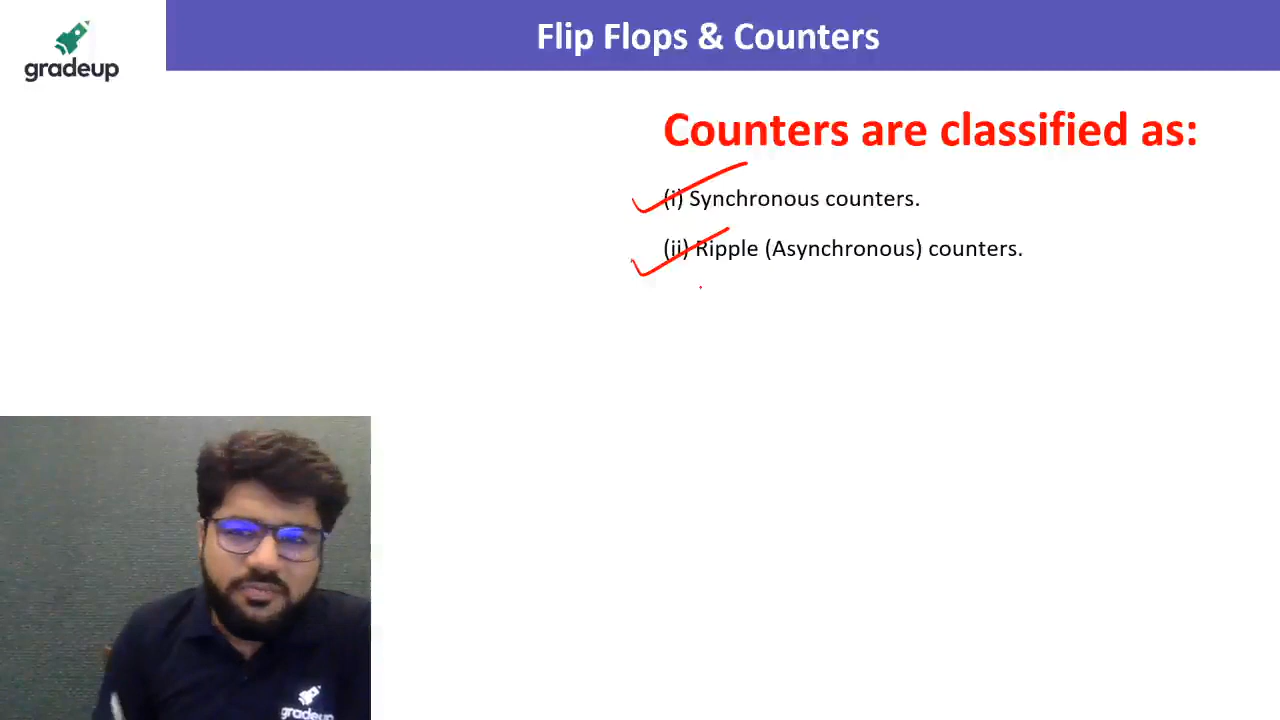 Flip Flops & Counters
gradeup
Counters are classified as:
(i) Synchronous counters.
(ii) Ripple (Asynchronous) counters.
gradeup